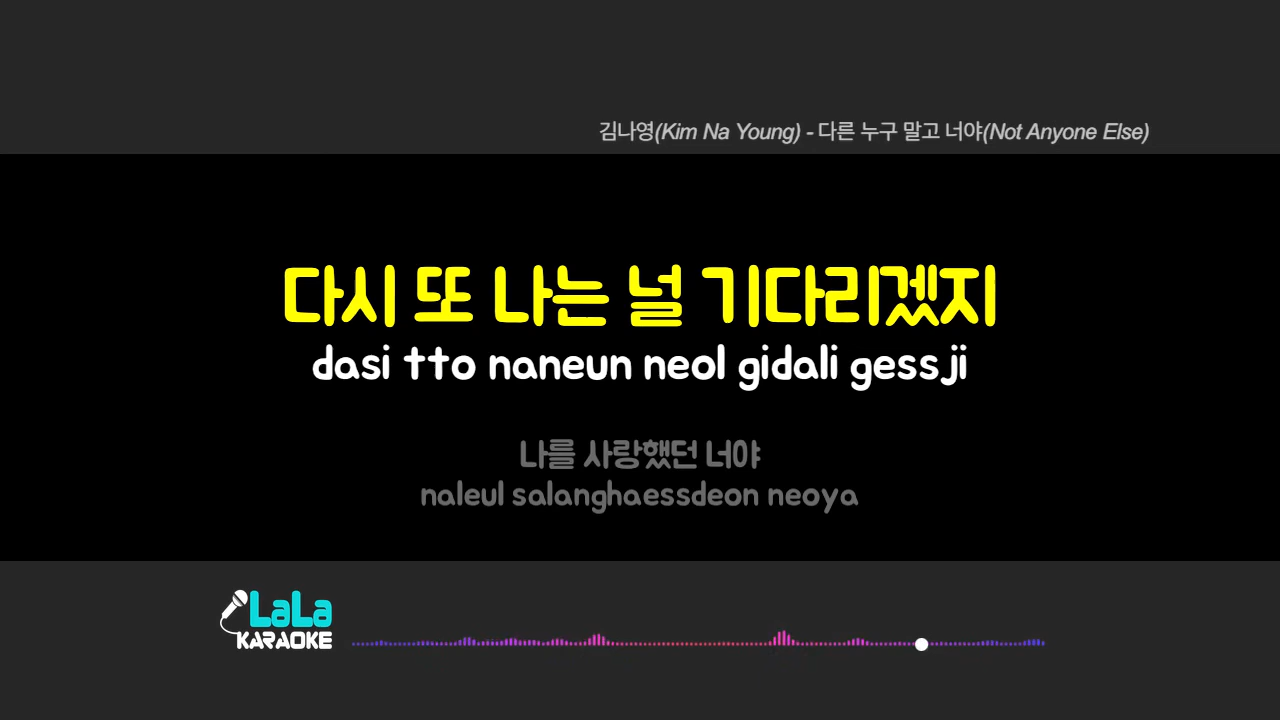 김나영(Kim Na Young) - 다른 누구 말고 너야(Not Anyone Else)
다시 또 나는 널 기다리겠지
dasi tto naneun neol gidali gessji
나를 사랑했던 너야
naleul salanghaessdeon neoya
LaLa
KARAOKE